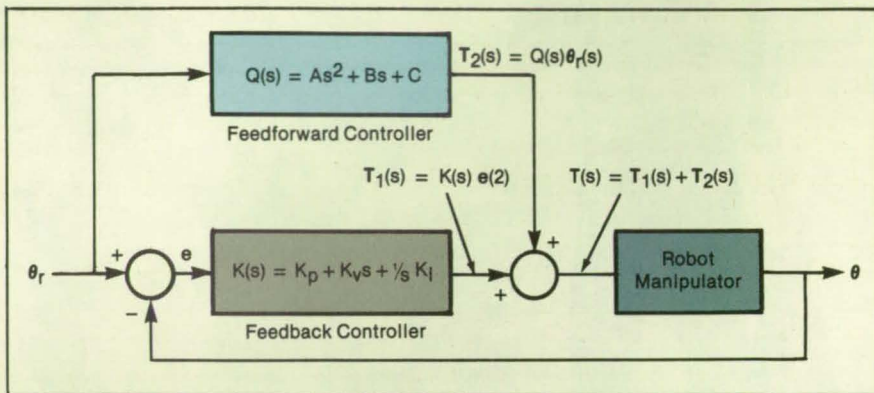 T₂(s) = Q(s)θᵣ(s)
Q(s) = As² + Bs + C
Feedforward Controller
T₁(s) = K(s) e(2)
T(s) = T₁(s) + T₂(s)
θᵣ
+
−
e
K(s) = Kₚ + Kᵥs + ¹/s Kᵢ
Feedback Controller
+
+
Robot
Manipulator
θ